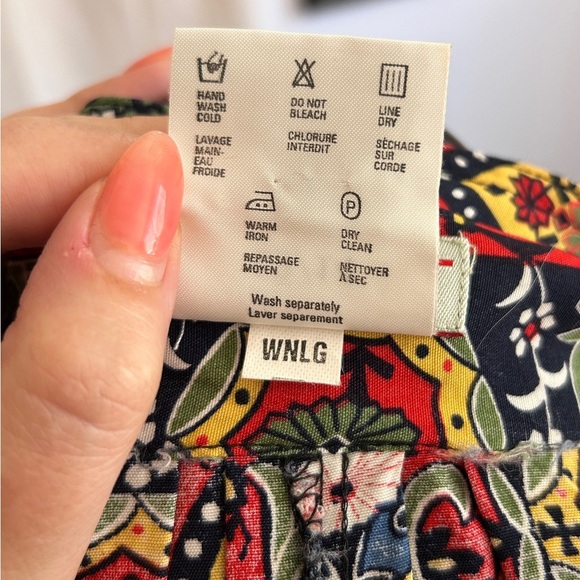 HAND
WASH
COLD
LAVAGE
MAIN-
EAU
FROIDE
DO NOT
BLEACH
CHLORURE
INTERDIT
LINE
DRY
SÈCHAGE
SUR
CORDE
WARM
IRON
REPASSAGE
MOYEN
P
DRY
CLEAN
NETTOYER
À SEC
Wash separately
Laver separement
WNLG